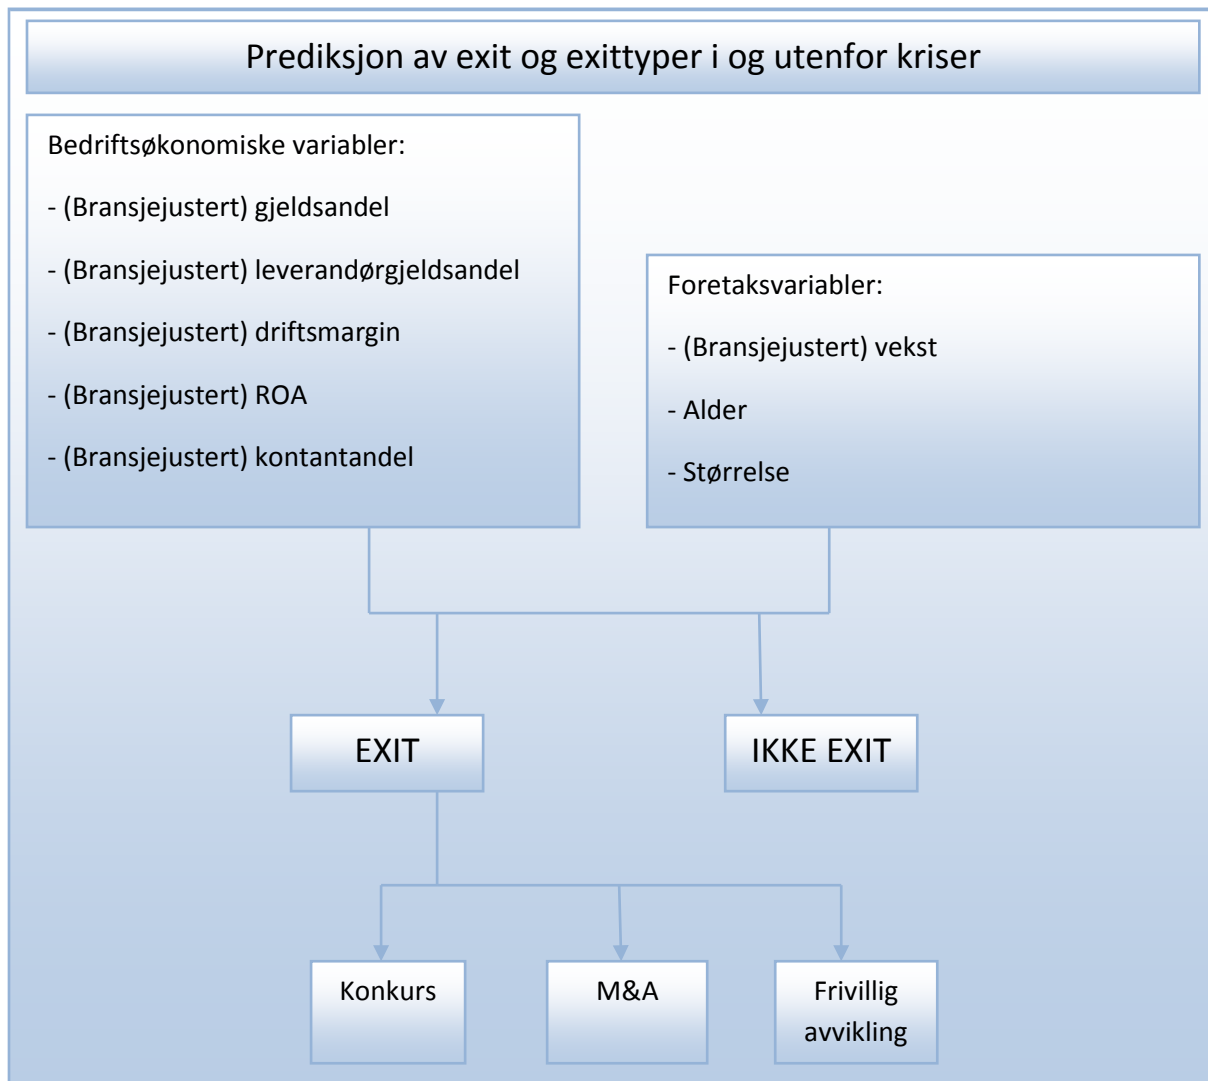 Prediksjon av exit og exittyper i og utenfor kriser
Bedriftsøkonomiske variabler:
- (Bransjejustert) gjeldsandel
- (Bransjejustert) leverandørgjeldsandel
- (Bransjejustert) driftsmargin
- (Bransjejustert) ROA
- (Bransjejustert) kontantandel
Foretaksvariabler:
- (Bransjejustert) vekst
- Alder
- Størrelse
EXIT
IKKE EXIT
Konkurs
M&A
Frivillig
avvikling